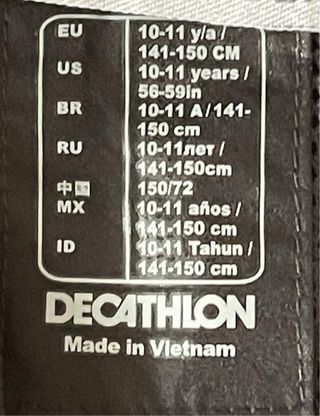 EU 10-11 y/a /
141-150 CM
US 10-11 years /
56-59in
BR 10-11 A/141-
150 cm
RU 10-11лет /
141-150cm
中国 150/72
MX 10-11 años /
141-150 cm
ID 10-11 Tahun /
141-150 cm
DECATHLON
Made in Vietnam